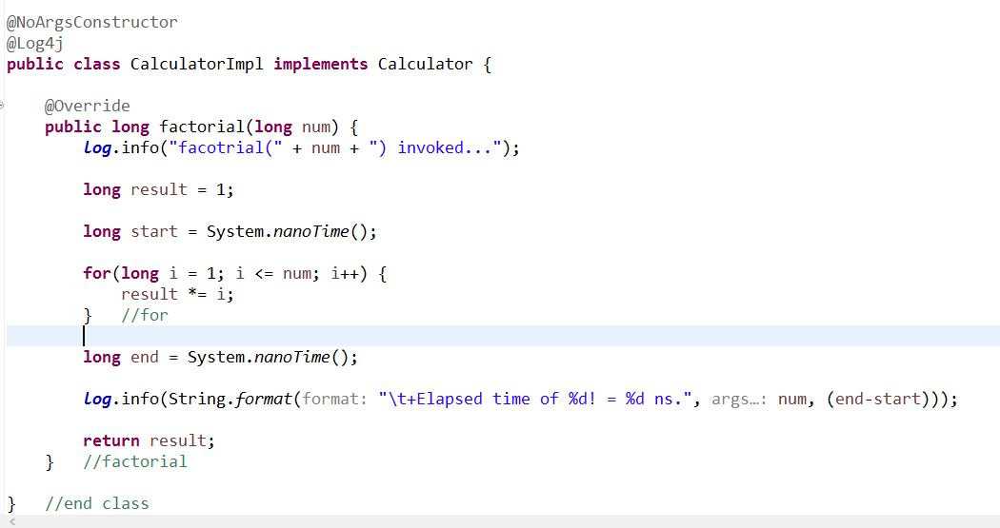 @NoArgsConstructor
@Log4j
public class CalculatorImpl implements Calculator {
@Override
public long factorial(long num) {
log.info("facotrial(" + num + ") invoked...");
long result = 1;
long start = System.nanoTime();
for(long i = 1; i <= num; i++) {
result *= i;
} //for
long end = System.nanoTime();
log.info(String.format(format: "\t+Elapsed time of %d! = %d ns.", args…: num, (end-start)));
return result;
} //factorial
} //end class